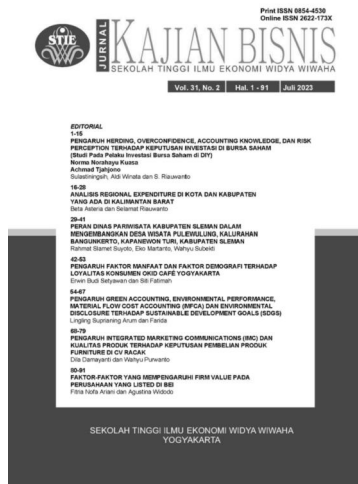 Print ISSN 0854-4530
Online ISSN 2622-173X
STIE
JURNAL
KAJIAN BISNIS
SEKOLAH TINGGI ILMU EKONOMI WIDYA WIWAHA
Vol. 31, No. 2 Hal. 1 - 91 Juli 2023
EDITORIAL
1-15
PENGARUH HERDING, OVERCONFIDENCE, ACCOUNTING KNOWLEDGE, DAN RISK
PERCEPTION TERHADAP KEPUTUSAN INVESTASI DI BURSA SAHAM
(Studi Pada Pelaku Investasi Bursa Saham di DIY)
Norma Norahayu Kuasa
Achmad Tjahjono
Sulastiningsih, Aldi Winata dan S. Riauwanto
16-28
ANALISIS REGIONAL EXPENDITURE DI KOTA DAN KABUPATEN
YANG ADA DI KALIMANTAN BARAT
Beta Asteria dan Selamat Riauwanto
29-41
PERAN DINAS PARIWISATA KABUPATEN SLEMAN DALAM
MENGEMBANGKAN DESA WISATA PULEWULUNG, KALURAHAN
BANGUNKERTO, KAPANEWON TURI, KABUPATEN SLEMAN
Rahmat Slamet Suyoto, Eko Martanto, Wahyu Subekti
42-53
PENGARUH FAKTOR MANFAAT DAN FAKTOR DEMOGRAFI TERHADAP
LOYALITAS KONSUMEN OKID CAFÉ YOGYAKARTA
Erwin Budi Setyawan dan Siti Fatimah
54-67
PENGARUH GREEN ACCOUNTING, ENVIRONMENTAL PERFORMANCE,
MATERIAL FLOW COST ACCOUNTING (MFCA) DAN ENVIRONMENTAL
DISCLOSURE TERHADAP SUSTAINABLE DEVELOPMENT GOALS (SDGS)
Lingling Suprianing Arum dan Farida
68-79
PENGARUH INTEGRATED MARKETING COMMUNICATIONS (IMC) DAN
KUALITAS PRODUK TERHADAP KEPUTUSAN PEMBELIAN PRODUK
FURNITURE DI CV RACAK
Dila Damayanti dan Wahyu Purwanto
80-91
FAKTOR-FAKTOR YANG MEMPENGARUHI FIRM VALUE PADA
PERUSAHAAN YANG LISTED DI BEI
Fitria Nofa Ariani dan Agustina Widodo
SEKOLAH TINGGI ILMU EKONOMI WIDYA WIWAHA
YOGYAKARTA